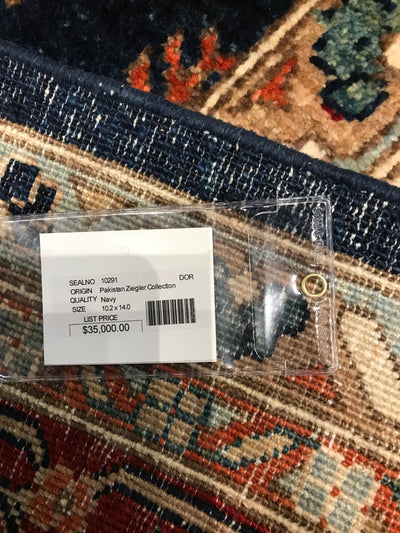 SEALNO 10291 DOR
ORIGIN Pakistan Ziegler Collection
QUALITY Navy
SIZE 10.2 x 14.0
LIST PRICE
$35,000.00